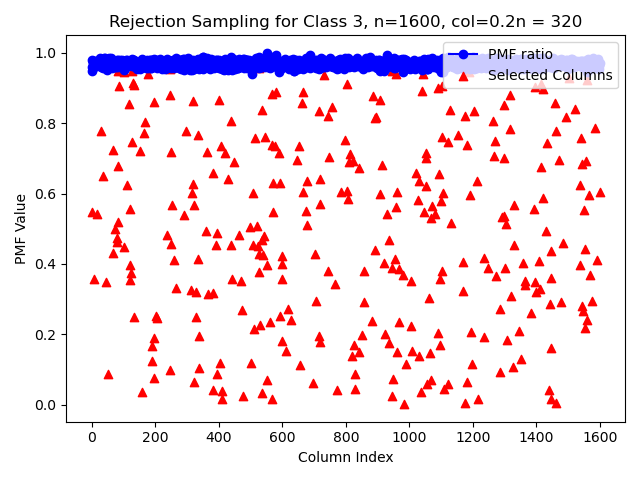 Rejection Sampling for Class 3, n=1600, col=0.2n = 320
PMF ratio
Selected Columns
PMF Value
1.0
0.8
0.6
0.4
0.2
0.0
0 200 400 600 800 1000 1200 1400 1600
Column Index